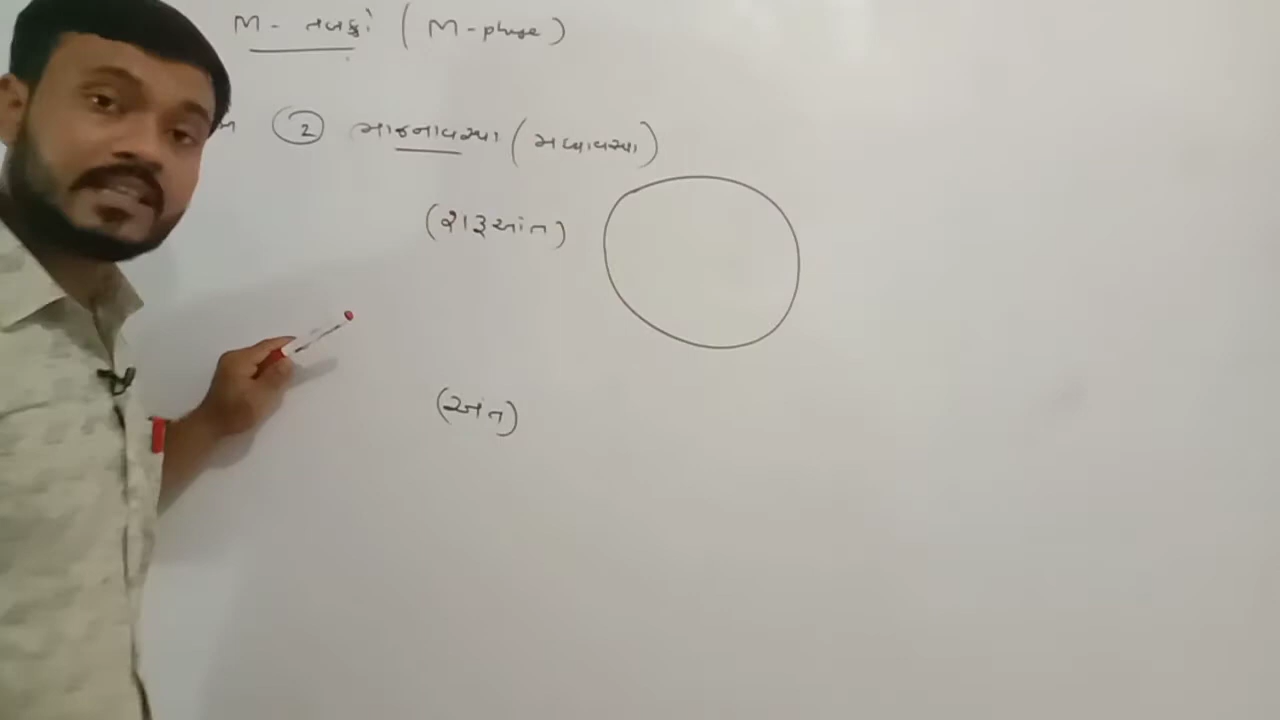 M - તબક્કો ( M - phase )
② ભાજનાવસ્થા ( મધ્યાવસ્થા )
(શરૂઆત)
(અંત)